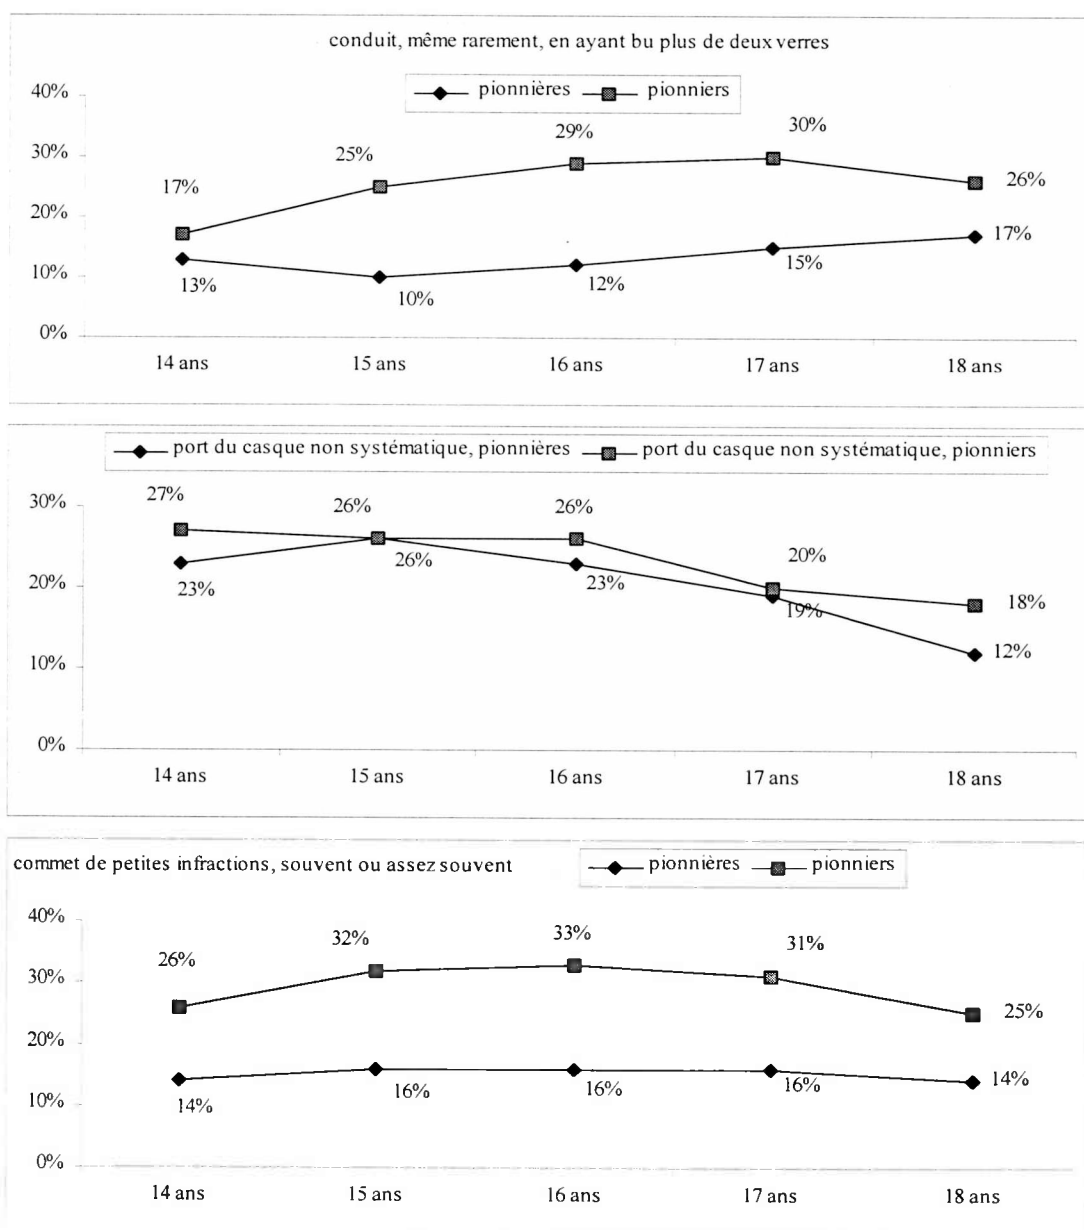 conduit, même rarement, en ayant bu plus de deux verres
pionnières pionniers
40%
30%
20%
10%
0%
17% 25% 29% 30% 26%
13% 10% 12% 15% 17%
14 ans 15 ans 16 ans 17 ans 18 ans
port du casque non systématique, pionnières port du casque non systématique, pionniers
30%
20%
10%
0%
27% 26% 26% 20% 18%
23% 26% 23% 19% 12%
14 ans 15 ans 16 ans 17 ans 18 ans
commet de petites infractions, souvent ou assez souvent pionnières pionniers
40%
30%
20%
10%
0%
26% 32% 33% 31% 25%
14% 16% 16% 16% 14%
14 ans 15 ans 16 ans 17 ans 18 ans